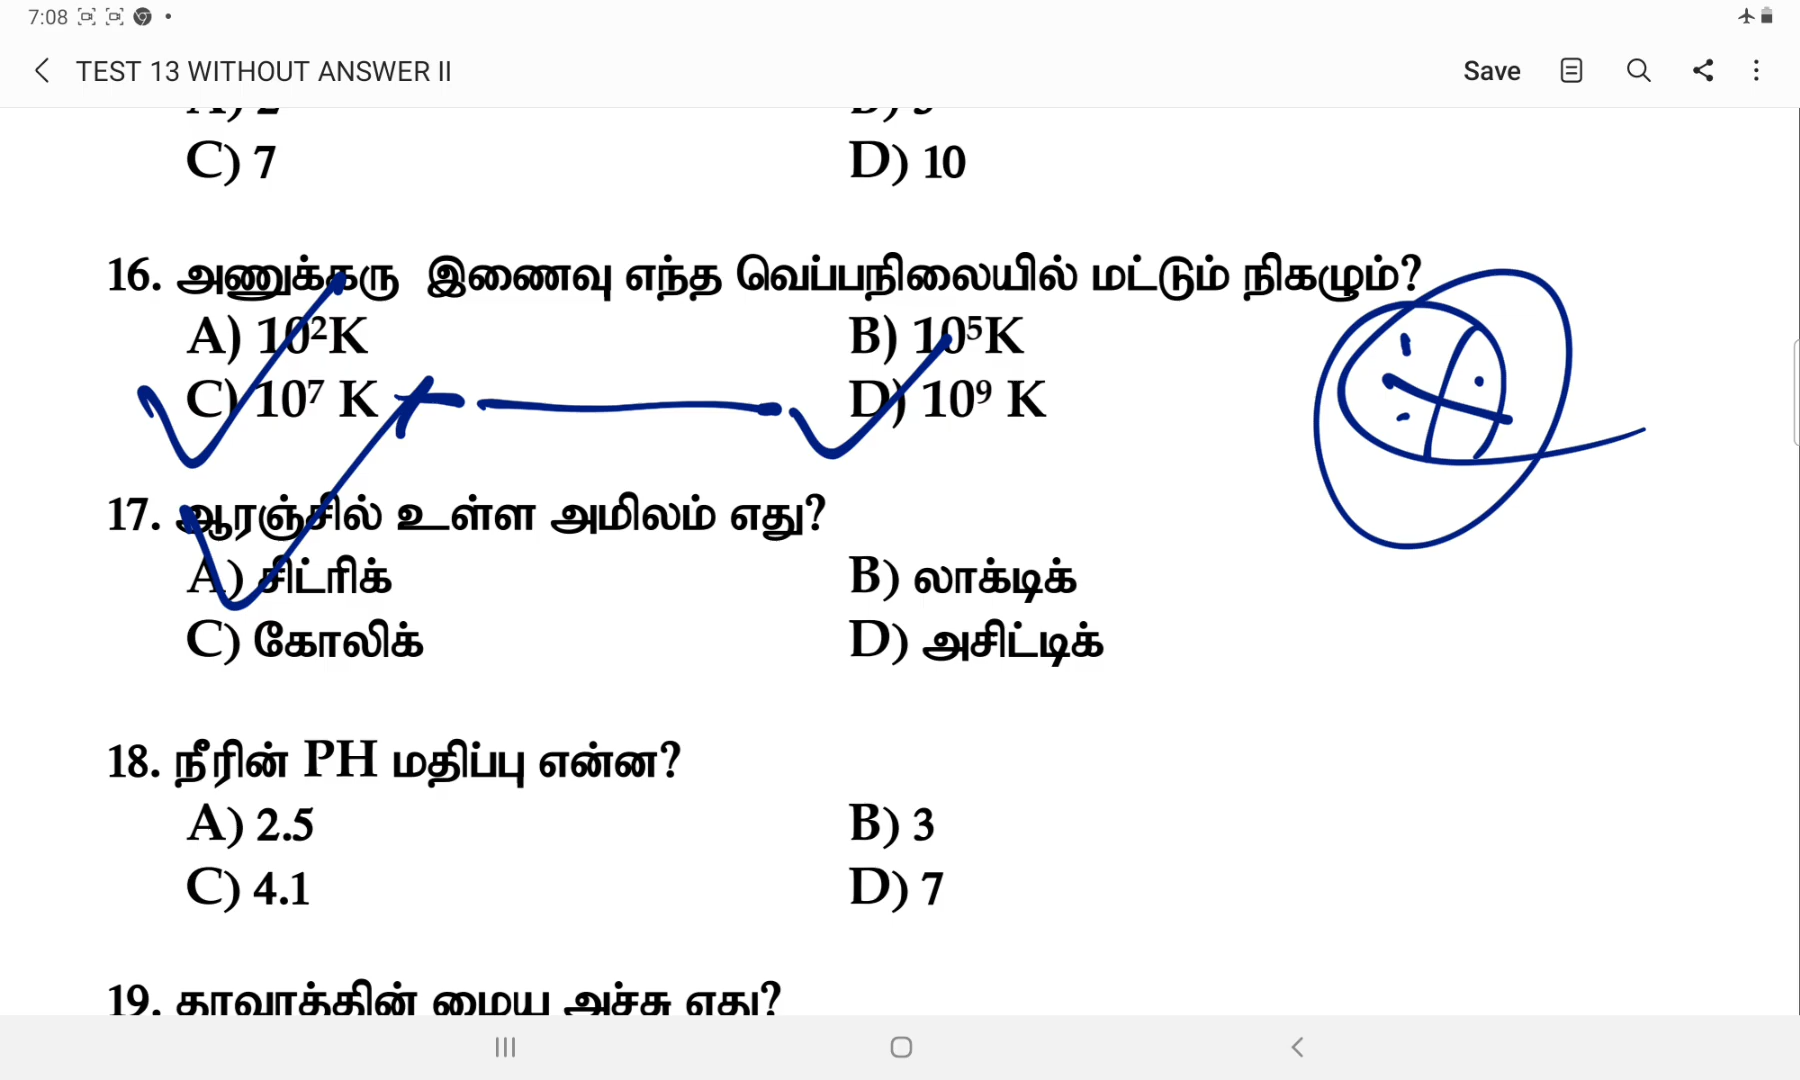 7:08
TEST 13 WITHOUT ANSWER II
Save
C) 7 D) 10
16. அணுக்கரு இணைவு எந்த வெப்பநிலையில் மட்டும் நிகழும்?
A) 10²K B) 10⁵K
C) 10⁷ K D) 10⁹ K
17. ஆரஞ்சில் உள்ள அமிலம் எது?
A) சிட்ரிக் B) லாக்டிக்
C) கோலிக் D) அசிட்டிக்
18. நீரின் PH மதிப்பு என்ன?
A) 2.5 B) 3
C) 4.1 D) 7
19. தாவரத்தின் மைய அச்சு எது?